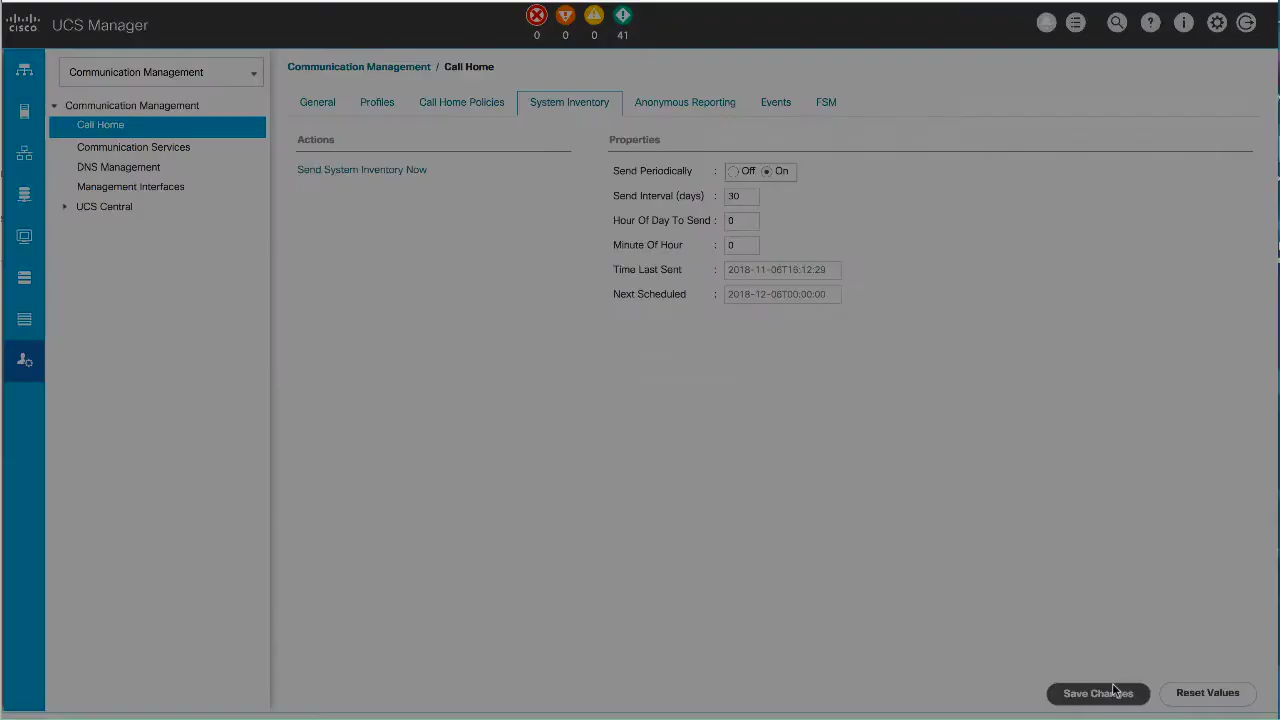 CISCO
UCS Manager
0 0 0 41
Communication Management
Communication Management
Call Home
Communication Services
DNS Management
Management Interfaces
UCS Central
Communication Management / Call Home
General Profiles Call Home Policies System Inventory Anonymous Reporting Events FSM
Actions
Send System Inventory Now
Properties
Send Periodically : Off On
Send Interval (days) : 30
Hour Of Day To Send : 0
Minute Of Hour : 0
Time Last Sent : 2018-11-06T16:12:29
Next Scheduled : 2018-12-06T00:00:00
Save Changes Reset Values